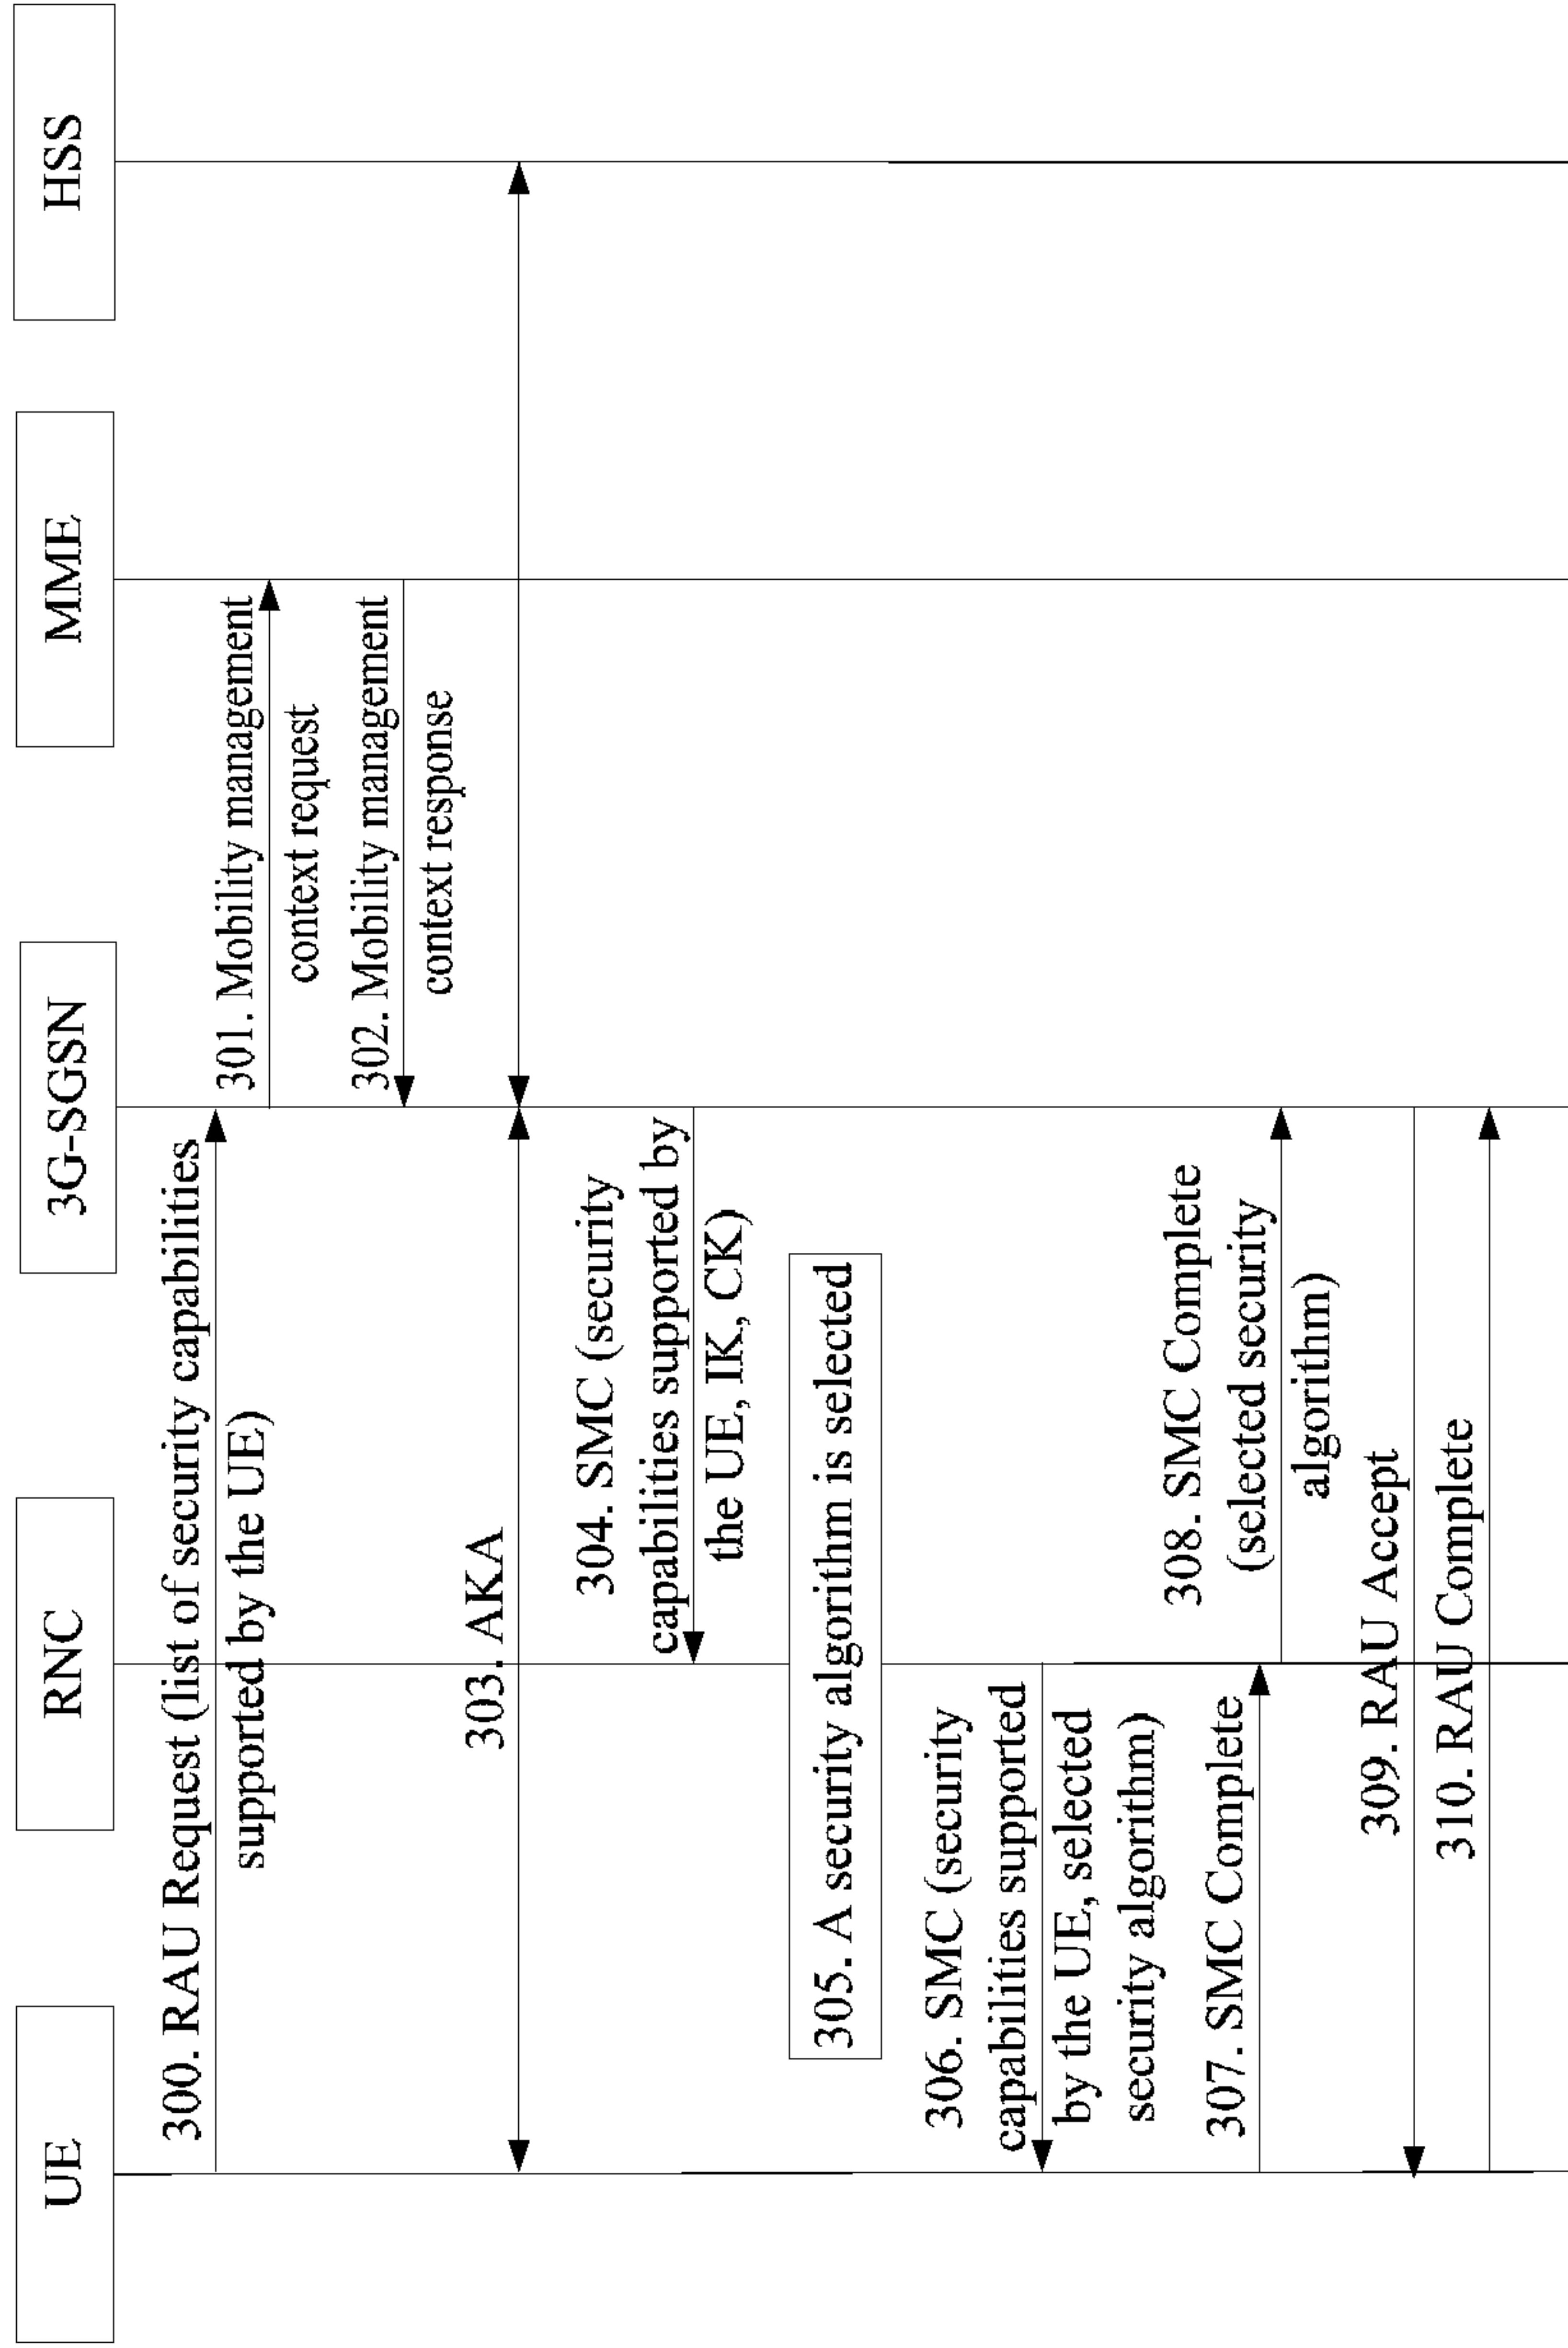 UE
RNC
3G-SGSN
MME
HSS
300. RAU Request (list of security capabilities
supported by the UE)
301. Mobility management
context request
302. Mobility management
context response
303. AKA
304. SMC (security
capabilities supported by
the UE, IK, CK)
305. A security algorithm is selected
306. SMC (security
capabilities supported
by the UE, selected
security algorithm)
307. SMC Complete
308. SMC Complete
(selected security
algorithm)
309. RAU Accept
310. RAU Complete